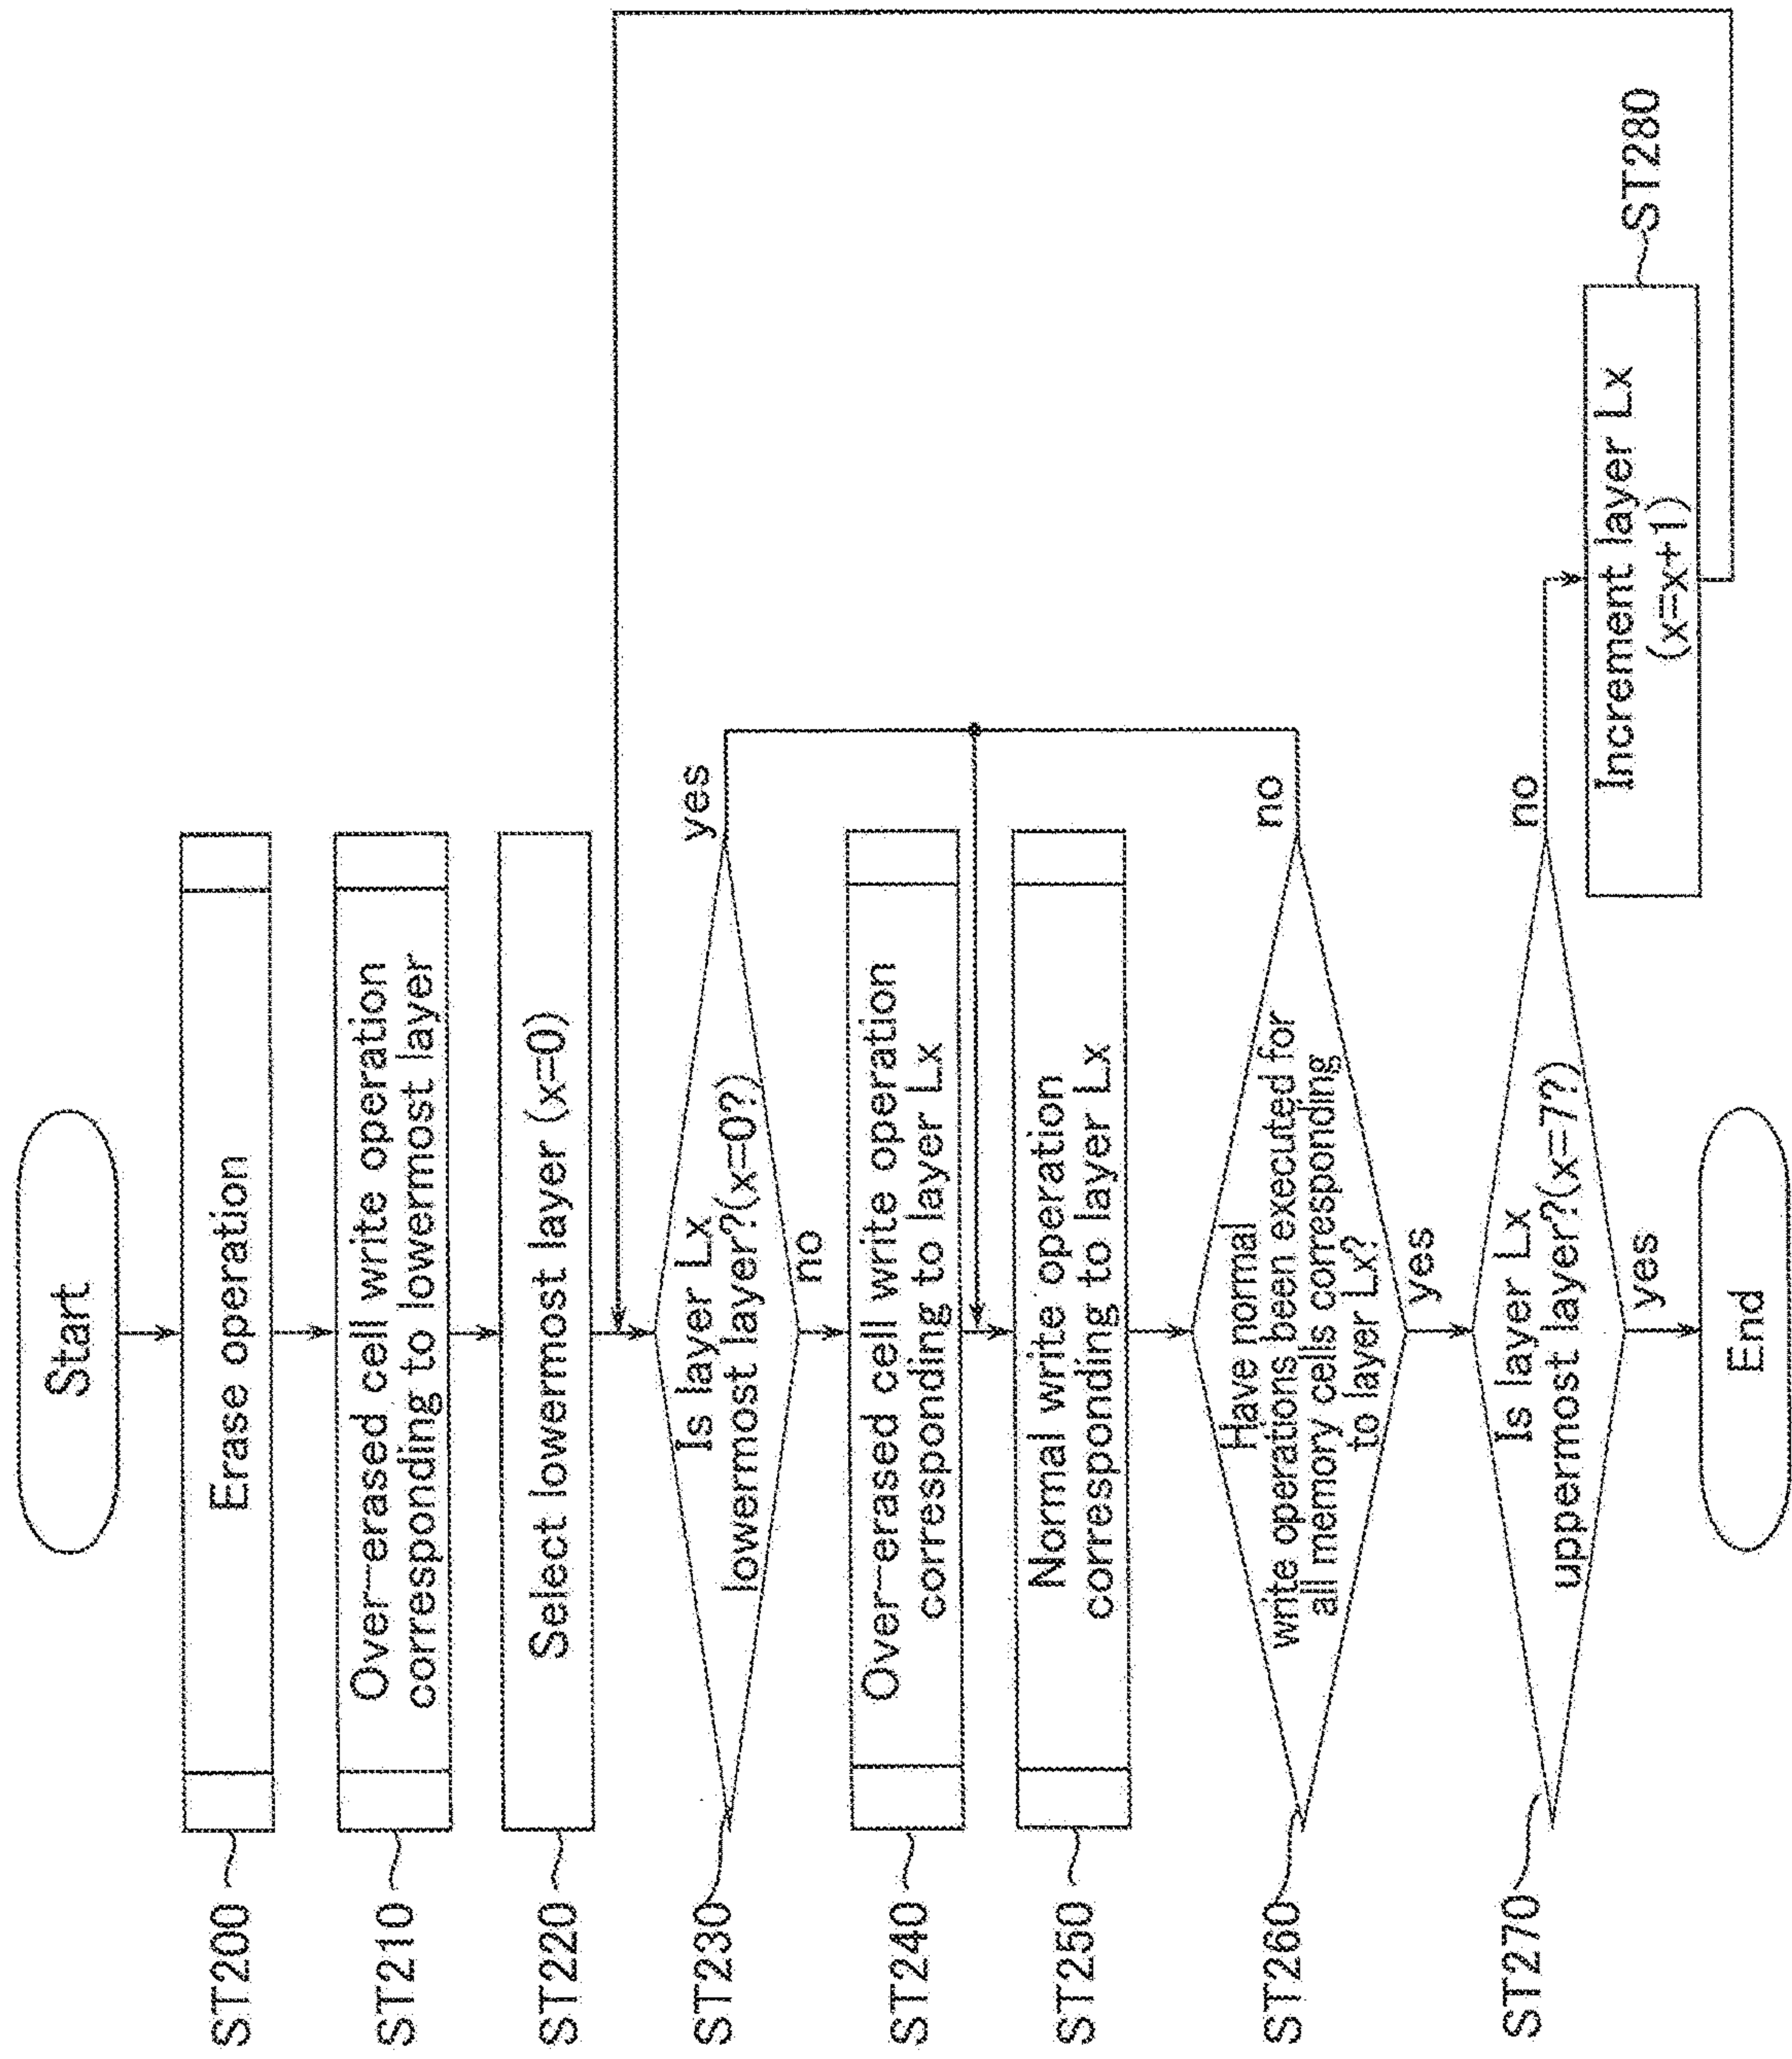 Start
ST200
Erase operation
ST210
Over-erased cell write operation
corresponding to lowermost layer
ST220
Select lowermost layer (x=0)
ST230
Is layer Lx
lowermost layer?(x=0?)
yes
no
ST240
Over-erased cell write operation
corresponding to layer Lx
ST250
Normal write operation
corresponding to layer Lx
ST260
Have normal
write operations been executed for
all memory cells corresponding
to layer Lx?
no
yes
ST270
Is layer Lx
uppermost layer?(x=7?)
no
yes
ST280
Increment layer Lx
(x=x+1)
End